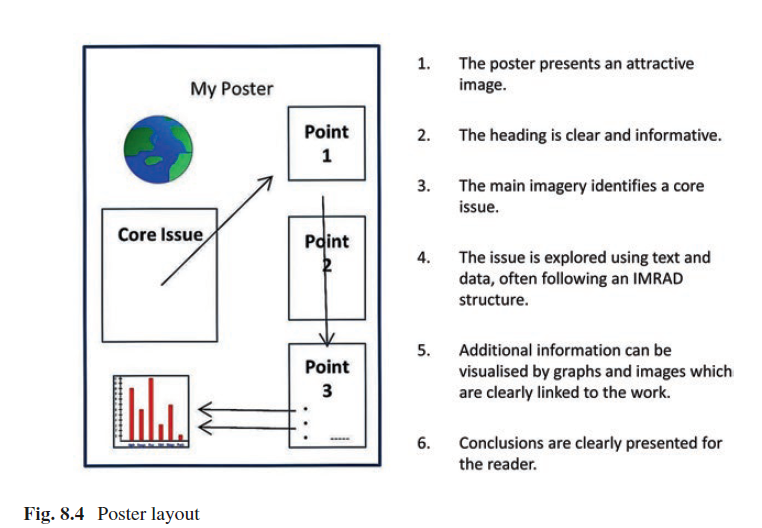 My Poster
Point
1
Core Issue
Point
2
Point
3
1. The poster presents an attractive
image.
2. The heading is clear and informative.
3. The main imagery identifies a core
issue.
4. The issue is explored using text and
data, often following an IMRAD
structure.
5. Additional information can be
visualised by graphs and images which
are clearly linked to the work.
6. Conclusions are clearly presented for
the reader.
Fig. 8.4 Poster layout